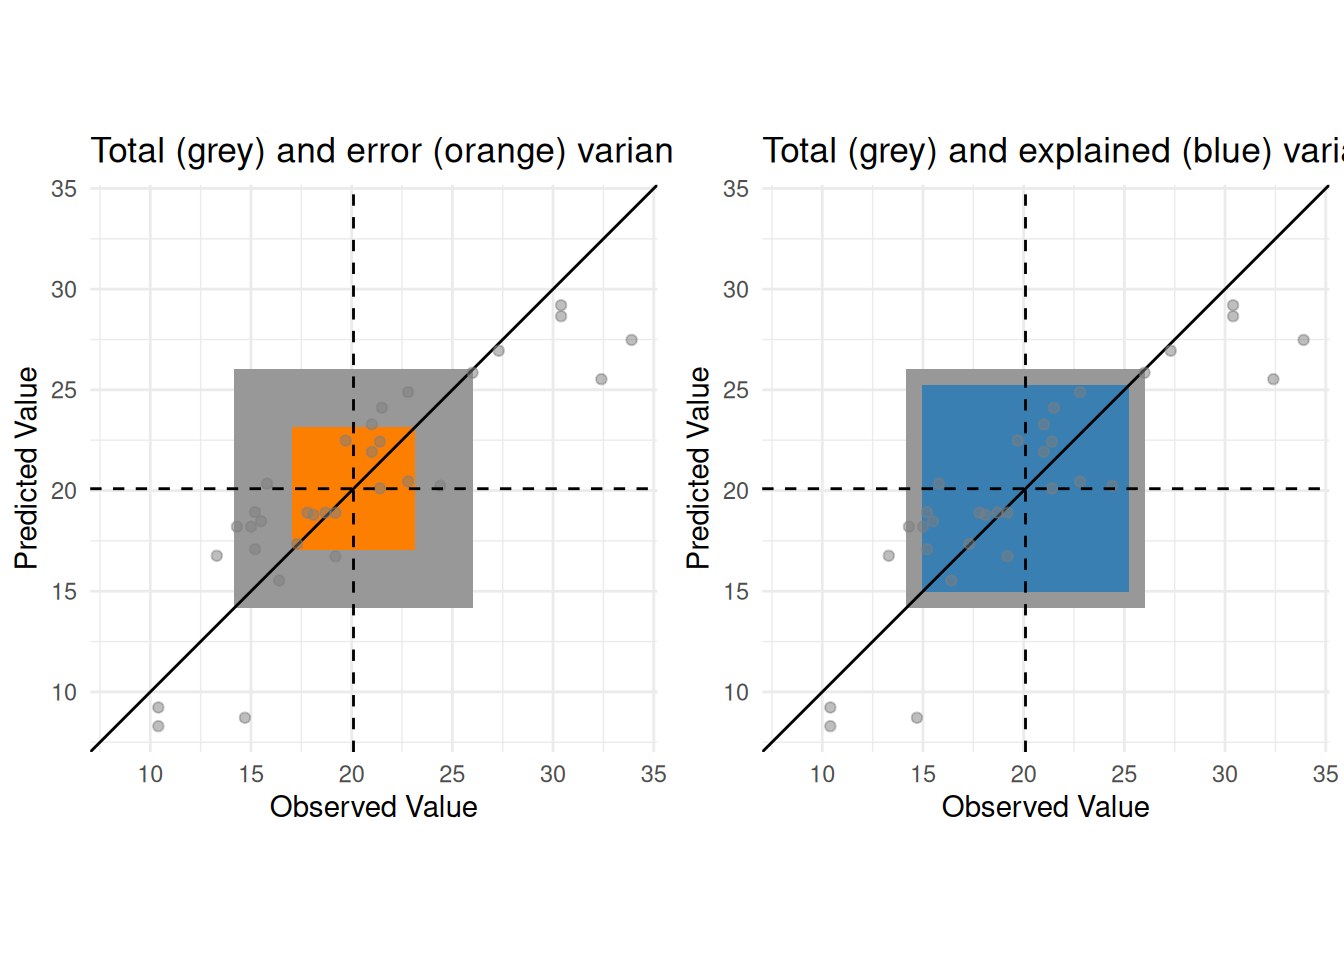 Total (grey) and error (orange) varian
35
30
25
20
15
10
Predicted Value
10 15 20 25 30 35
Observed Value
Total (grey) and explained (blue) varia
35
30
25
20
15
10
Predicted Value
10 15 20 25 30 35
Observed Value